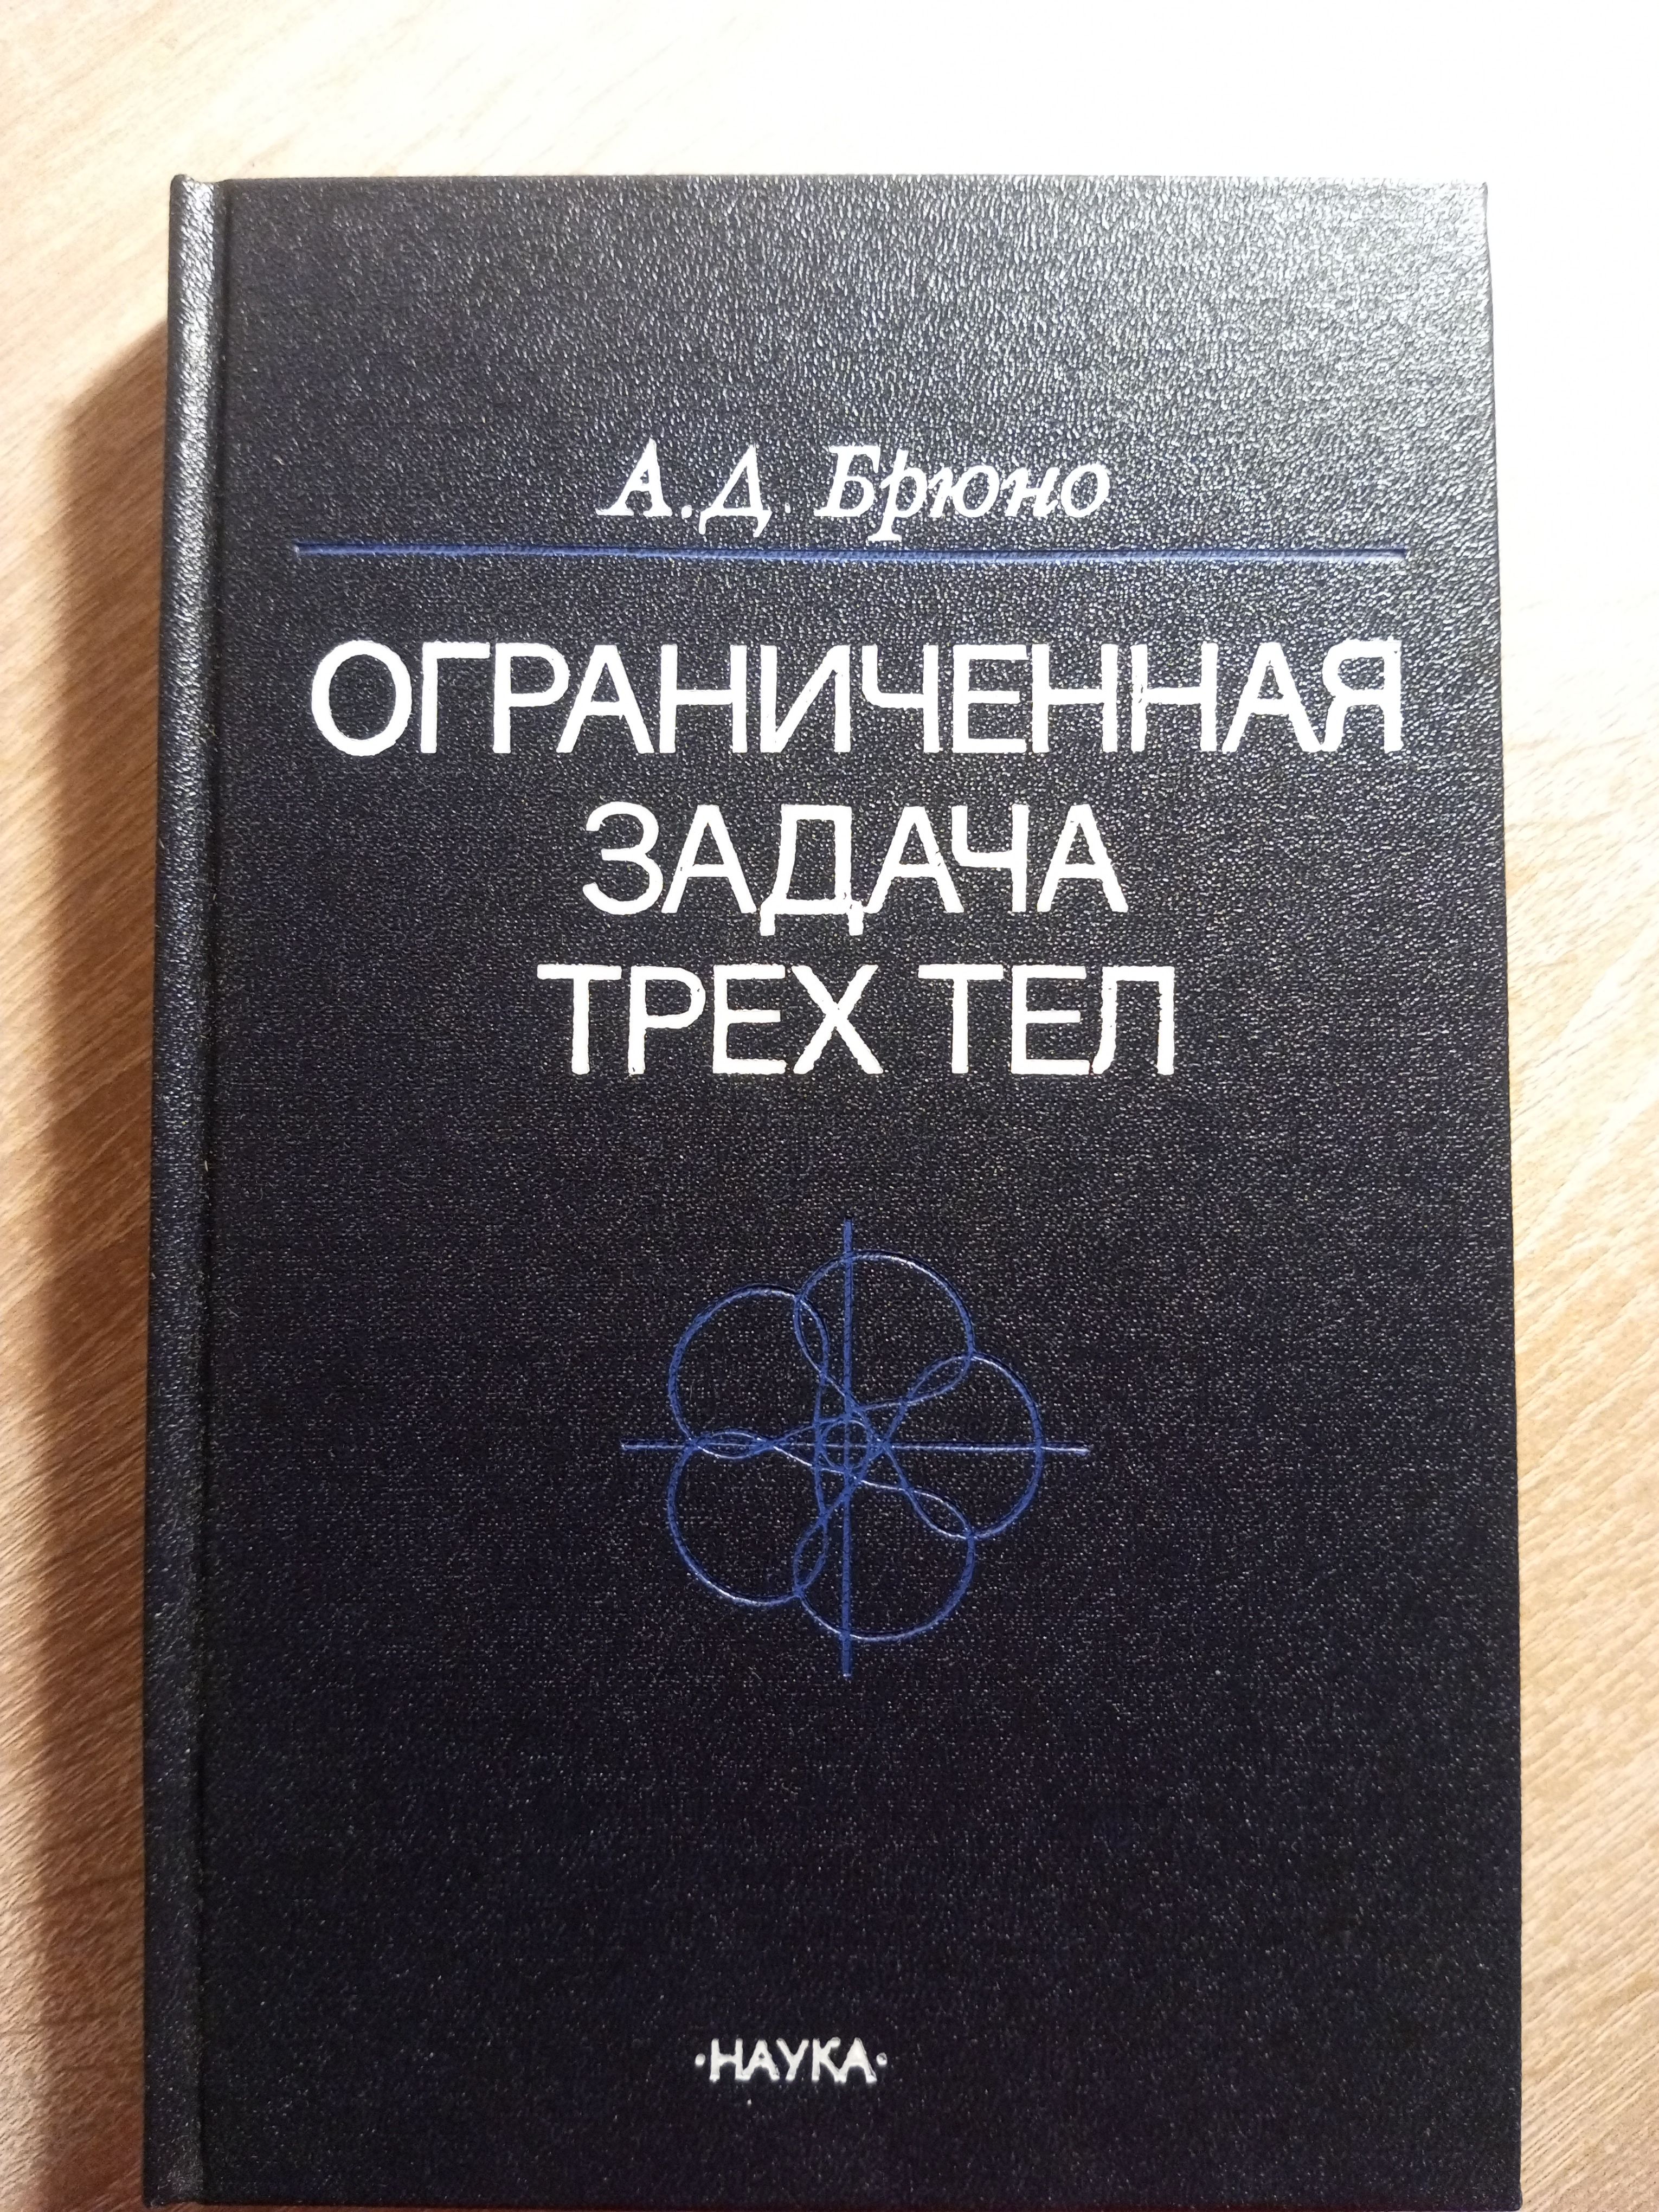 А.Д. Брюно
ОГРАНИЧЕННАЯ
ЗАДАЧА
ТРЕХ ТЕЛ
·НАУКА·